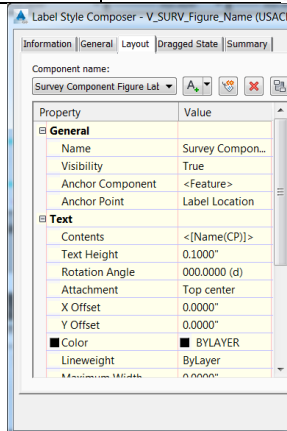 Label Style Composer - V_SURV_Figure_Name (USAC
Information General Layout Dragged State Summary
Component name:
Survey Component Figure Lab
Property Value
General
Name Survey Compon...
Visibility True
Anchor Component <Feature>
Anchor Point Label Location
Text
Contents <[Name(CP)]>
Text Height 0.1000"
Rotation Angle 000.0000 (d)
Attachment Top center
X Offset 0.0000"
Y Offset 0.0000"
Color BYLAYER
Lineweight ByLayer
Maximum Width 0.0000"